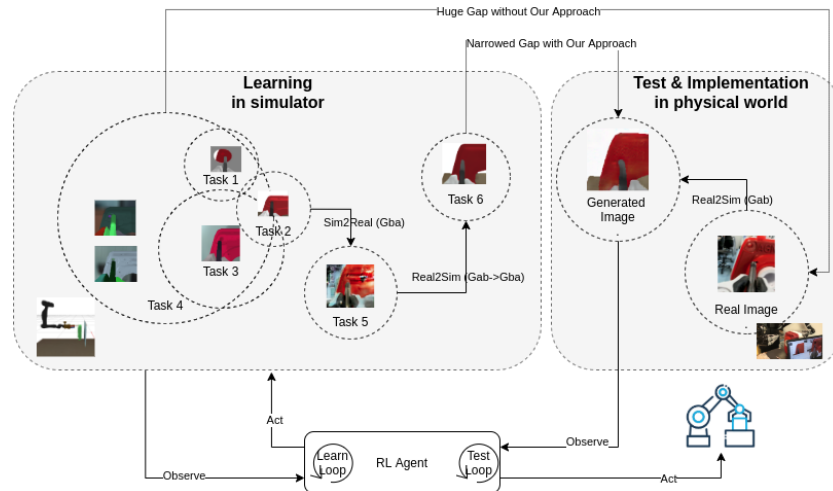 Huge Gap without Our Approach
Narrowed Gap with Our Approach
Learning
in simulator
Test & Implementation
in physical world
Task 1
Task 2
Task 3
Task 4
Task 5
Task 6
Sim2Real (Gba)
Real2Sim (Gab->Gba)
Generated
Image
Real2Sim (Gab)
Real Image
Act
Observe
Learn
Loop
RL Agent
Test
Loop
Observe
Act